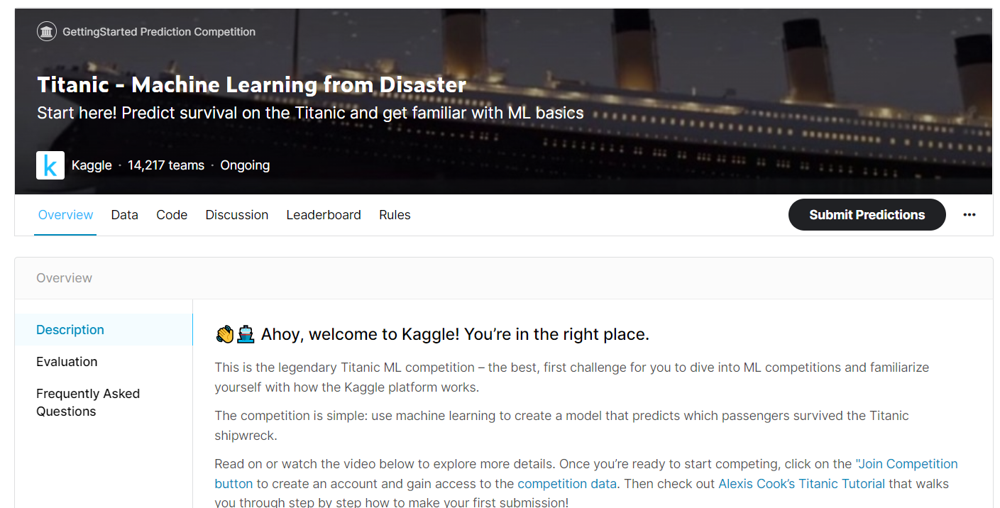 GettingStarted Prediction Competition
Titanic - Machine Learning from Disaster
Start here! Predict survival on the Titanic and get familiar with ML basics
k Kaggle · 14,217 teams · Ongoing
Overview Data Code Discussion Leaderboard Rules Submit Predictions
Overview
Description
Evaluation
Frequently Asked
Questions
👋🛳️ Ahoy, welcome to Kaggle! You’re in the right place.
This is the legendary Titanic ML competition – the best, first challenge for you to dive into ML competitions and familiarize
yourself with how the Kaggle platform works.
The competition is simple: use machine learning to create a model that predicts which passengers survived the Titanic
shipwreck.
Read on or watch the video below to explore more details. Once you’re ready to start competing, click on the "Join Competition
button to create an account and gain access to the competition data. Then check out Alexis Cook’s Titanic Tutorial that walks
you through step by step how to make your first submission!